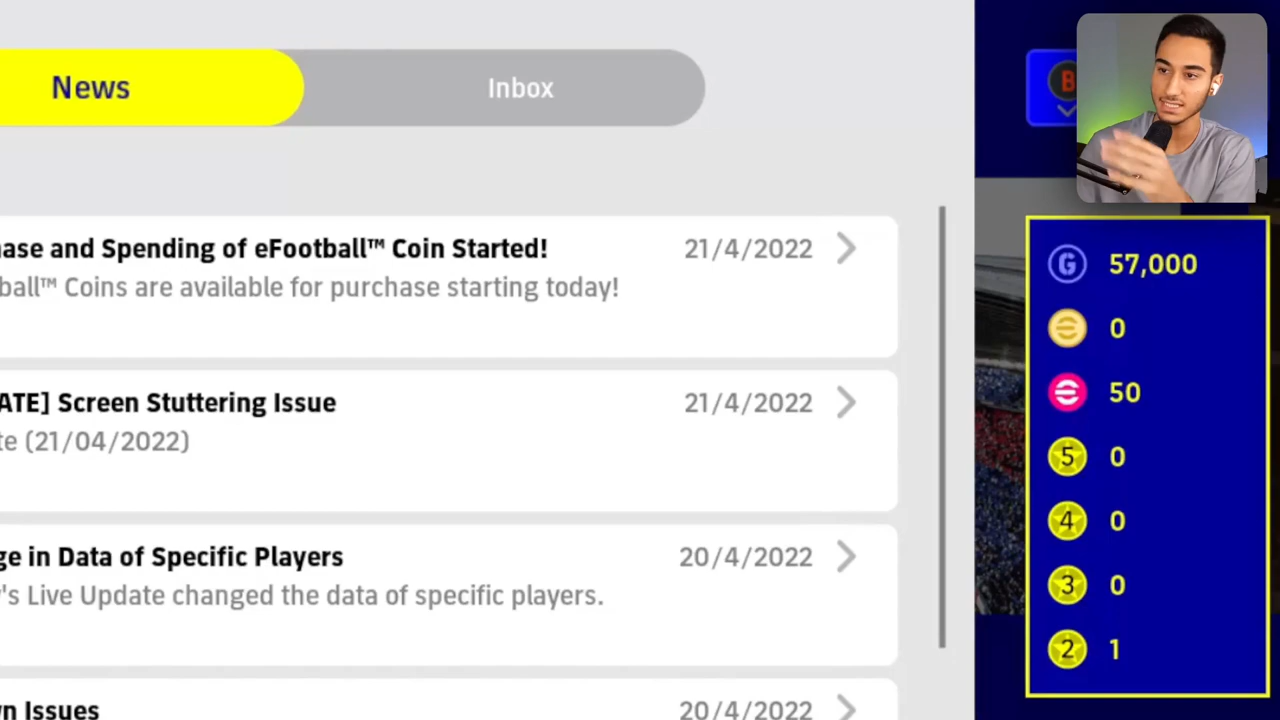 News
Inbox
B
ase and Spending of eFootball™ Coin Started!
21/4/2022
ball™ Coins are available for purchase starting today!
ATE] Screen Stuttering Issue
21/4/2022
te (21/04/2022)
ge in Data of Specific Players
20/4/2022
's Live Update changed the data of specific players.
n Issues
20/4/2022
G 57,000
0
50
5 0
4 0
3 0
2 1